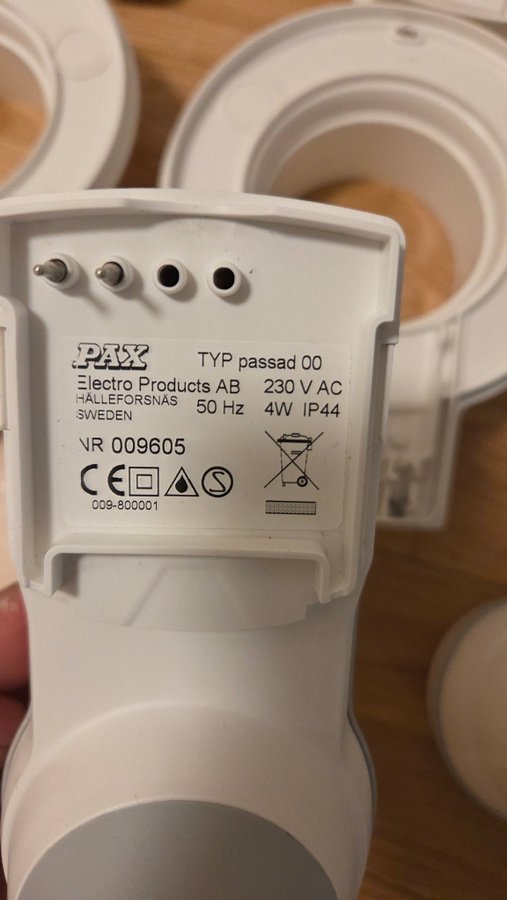 PAX TYP passad 00
Electro Products AB 230 V AC
HÄLLEFORSNÄS 50 Hz 4W IP44
SWEDEN
NR 009605
CE S
009-800001